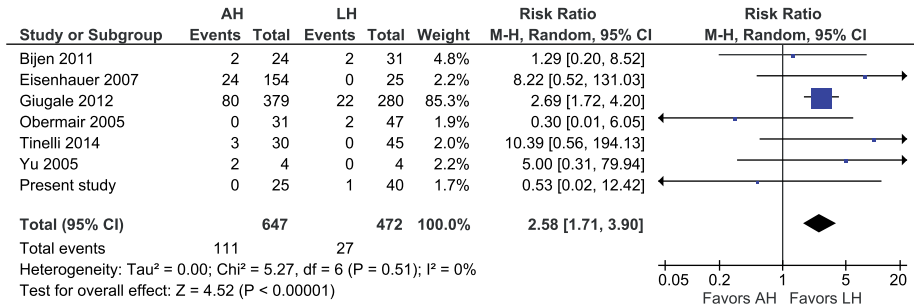 AH LH Risk Ratio Risk Ratio
Study or Subgroup Events Total Events Total Weight M-H, Random, 95% CI M-H, Random, 95% CI
Bijen 2011 2 24 2 31 4.8% 1.29 [0.20, 8.52]
Eisenhauer 2007 24 154 0 25 2.2% 8.22 [0.52, 131.03]
Giugale 2012 80 379 22 280 85.3% 2.69 [1.72, 4.20]
Obermair 2005 0 31 2 47 1.9% 0.30 [0.01, 6.05]
Tinelli 2014 3 30 0 45 2.0% 10.39 [0.56, 194.13]
Yu 2005 2 4 0 4 2.2% 5.00 [0.31, 79.94]
Present study 0 25 1 40 1.7% 0.53 [0.02, 12.42]
Total (95% CI) 647 472 100.0% 2.58 [1.71, 3.90]
Total events 111 27
Heterogeneity: Tau² = 0.00; Chi² = 5.27, df = 6 (P = 0.51); I² = 0%
Test for overall effect: Z = 4.52 (P < 0.00001)
0.05 0.2 1 5 20
Favors AH Favors LH